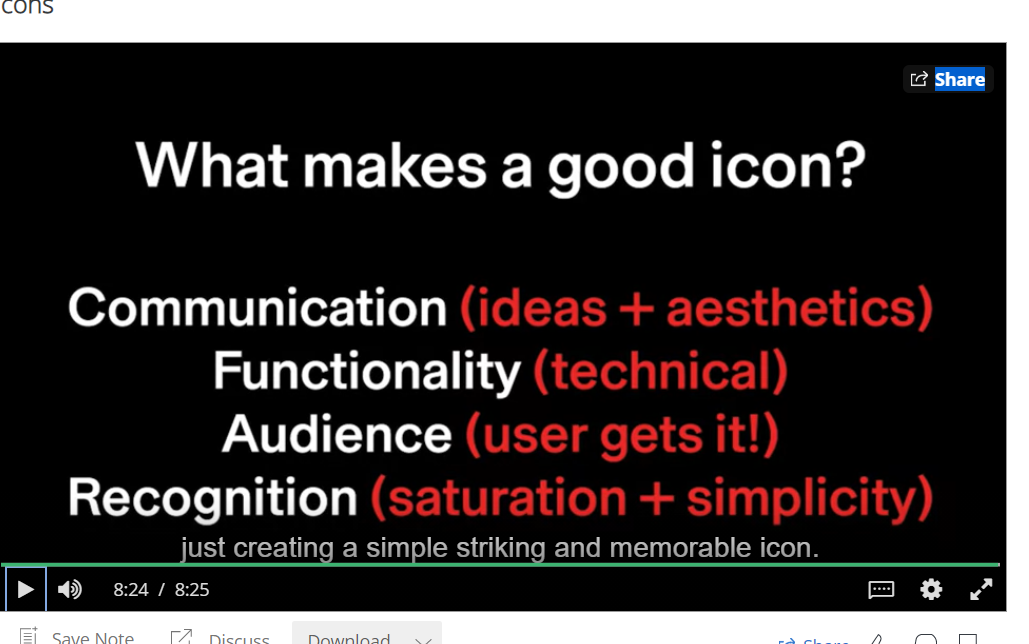 cons
Share
What makes a good icon?
Communication (ideas + aesthetics)
Functionality (technical)
Audience (user gets it!)
Recognition (saturation + simplicity)
just creating a simple striking and memorable icon.
8:24 / 8:25
Save Note Discuss Download Share